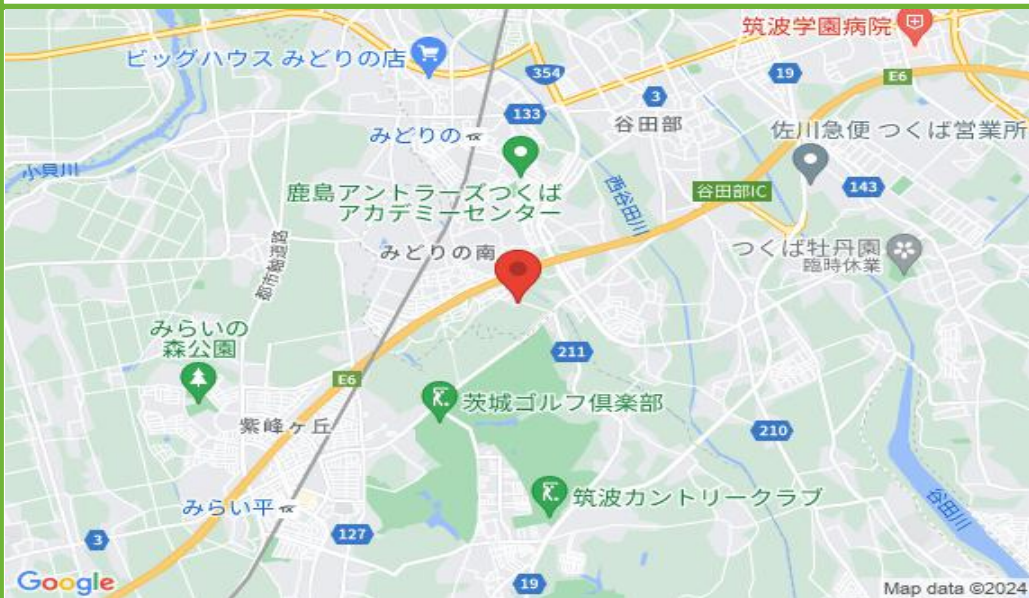 筑波学園病院
ビッグハウス みどりの店
354
19
E6
3
133
谷田部
みどりの
佐川急便 つくば営業所
小貝川
鹿島アントラーズつくば
アカデミーセンター
西谷田川
谷田部IC
143
みどりの南
つくば牡丹園
臨時休業
都市軸道路
みらいの
森公園
211
E6
茨城ゴルフ倶楽部
紫峰ヶ丘
210
筑波カントリークラブ
みらい平
谷田川
127
3
19
Google
Map data ©2024